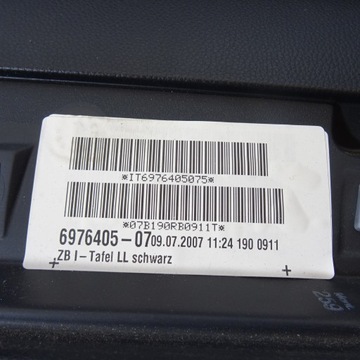 *IT6976405075*
*07B190RB0911T*
6976405-07 09.07.2007 11:24 190 0911
ZB I-Tafel LL schwarz